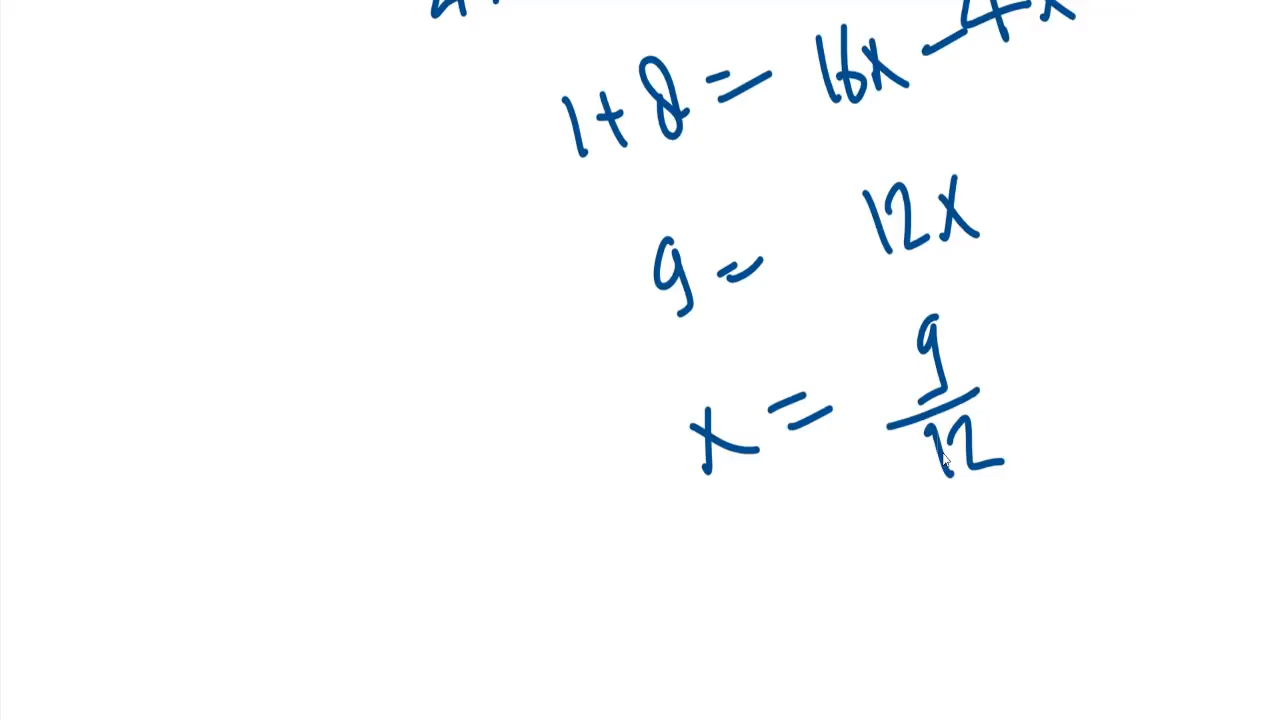 1+8 = 16x - 4x
9 = 12x
x = 9/12